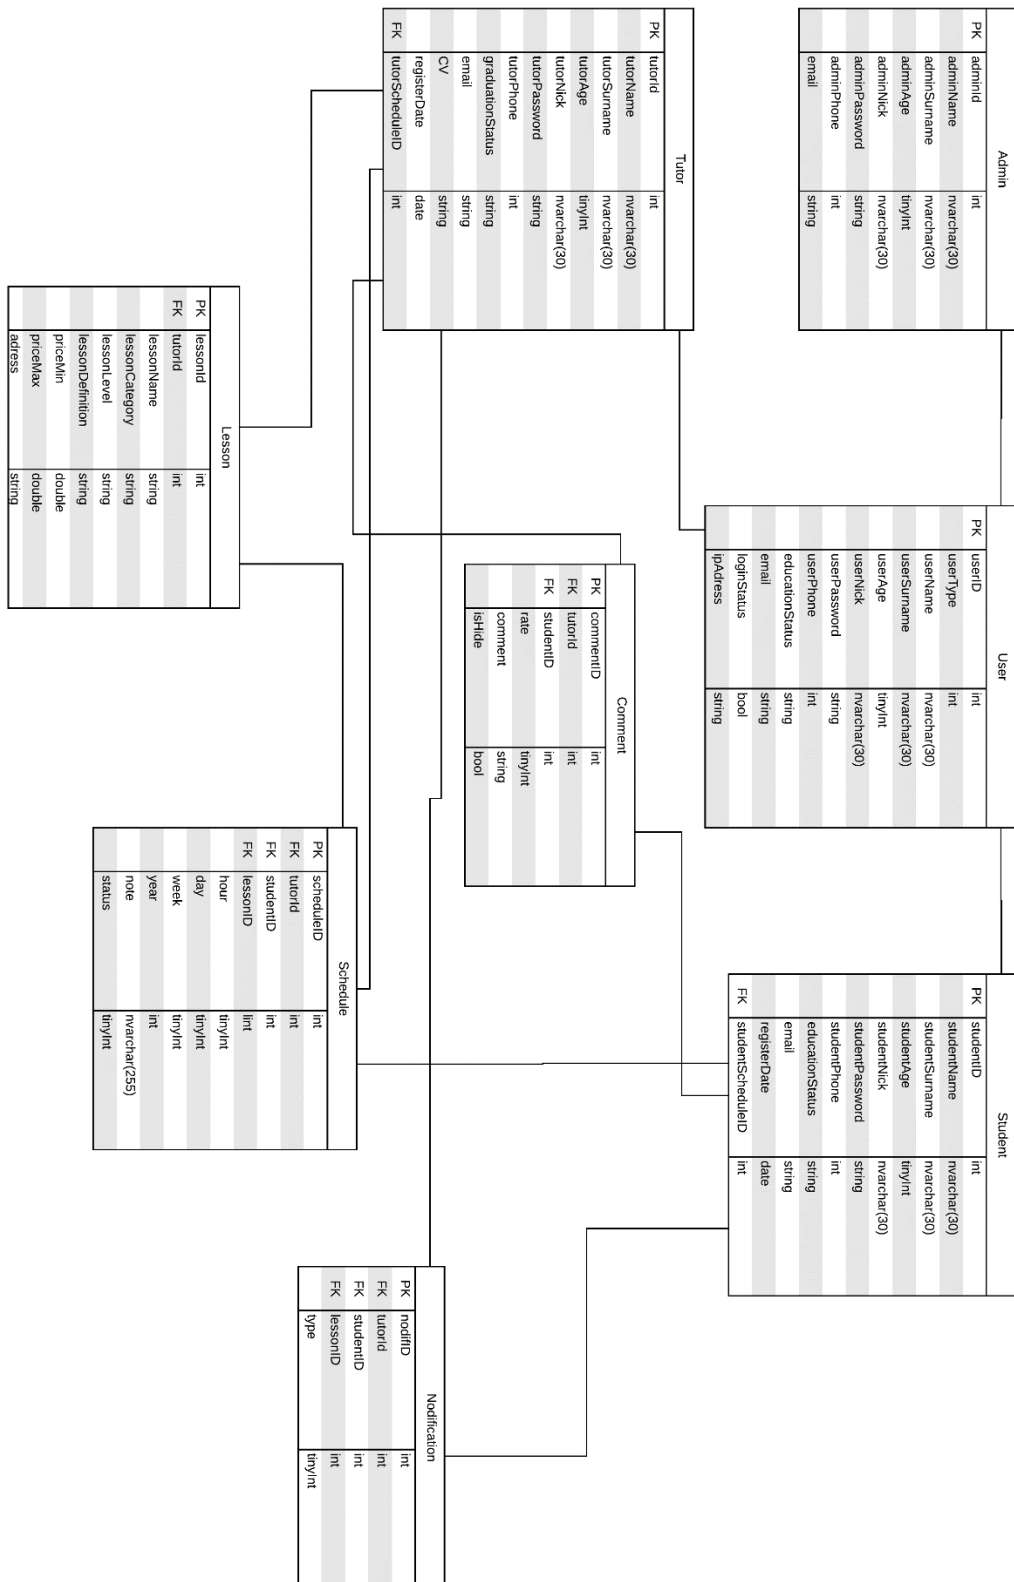 Admin
PK adminId int
adminName nvarchar(30)
adminSurname nvarchar(30)
adminAge tinyInt
adminNick nvarchar(30)
adminPassword string
adminPhone int
email string
User
PK userID int
userType int
userName nvarchar(30)
userSurname nvarchar(30)
userAge tinyInt
userNick nvarchar(30)
userPassword string
userPhone int
educationStatus string
email string
loginStatus bool
ipAdress string
Student
PK studentID int
studentName nvarchar(30)
studentSurname nvarchar(30)
studentAge tinyInt
studentNick nvarchar(30)
studentPassword string
studentPhone int
educationStatus string
email string
registerDate date
FK studentScheduleID int
Tutor
PK tutorId int
tutorName nvarchar(30)
tutorSurname nvarchar(30)
tutorAge tinyInt
tutorNick nvarchar(30)
tutorPassword string
tutorPhone int
graduationStatus string
email string
CV string
registerDate date
FK tutorScheduleID int
Comment
PK commentID int
FK tutorId int
FK studentID int
rate tinyInt
comment string
isHide bool
Nodification
PK nodifID int
FK tutorId int
FK studentID int
FK lessonID int
type tinyInt
Schedule
PK scheduleID int
FK tutorId int
FK studentID int
FK lessonID lint
hour tinyInt
day tinyInt
week tinyInt
year int
note nvarchar(255)
status tinyInt
Lesson
PK lessonId int
FK tutorId int
lessonName string
lessonCategory string
lessonLevel string
lessonDefinition string
priceMin double
priceMax double
adress string